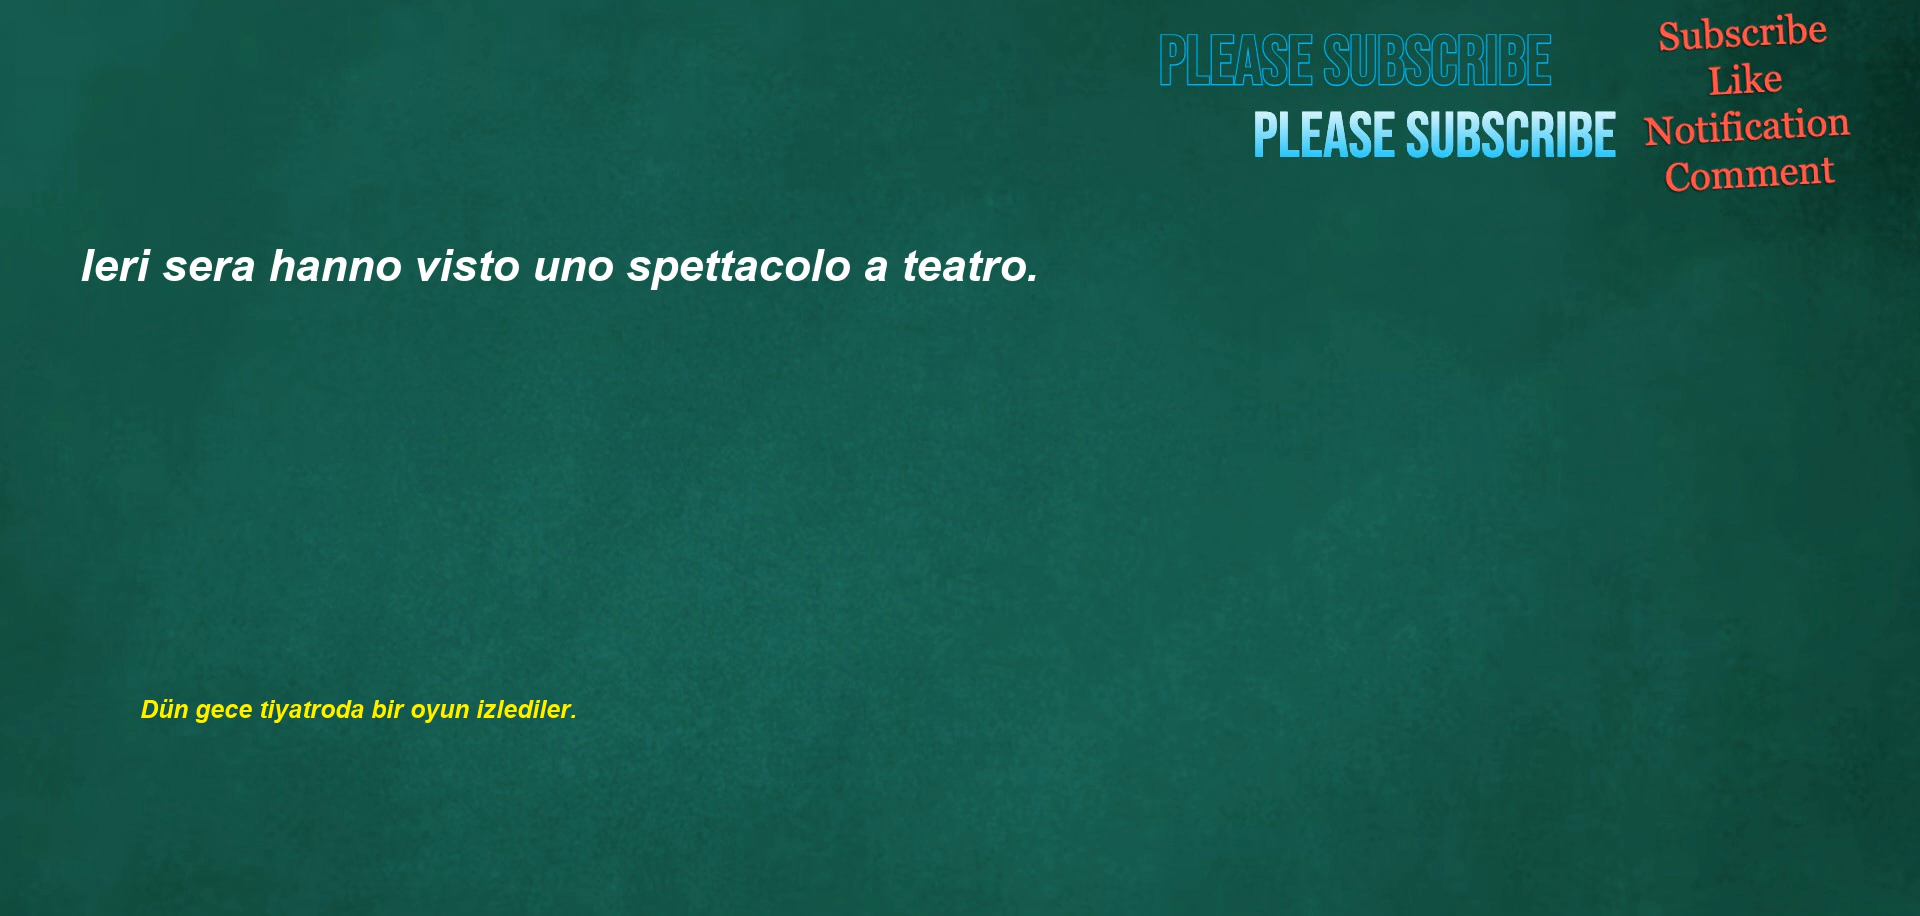 PLEASE SUBSCRIBE
PLEASE SUBSCRIBE
Subscribe
Like
Notification
Comment
Ieri sera hanno visto uno spettacolo a teatro.
Dün gece tiyatroda bir oyun izlediler.